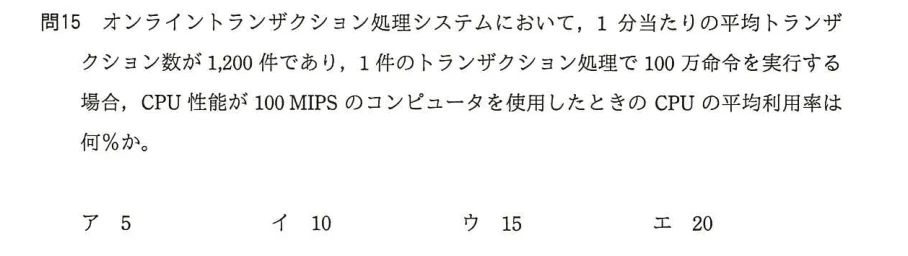 問15 オンライントランザクション処理システムにおいて，1 分当たりの平均トランザ
クション数が 1,200 件であり，1 件のトランザクション処理で 100 万命令を実行する
場合，CPU 性能が 100 MIPS のコンピュータを使用したときの CPU の平均利用率は
何％か。
ア 5 イ 10 ウ 15 エ 20